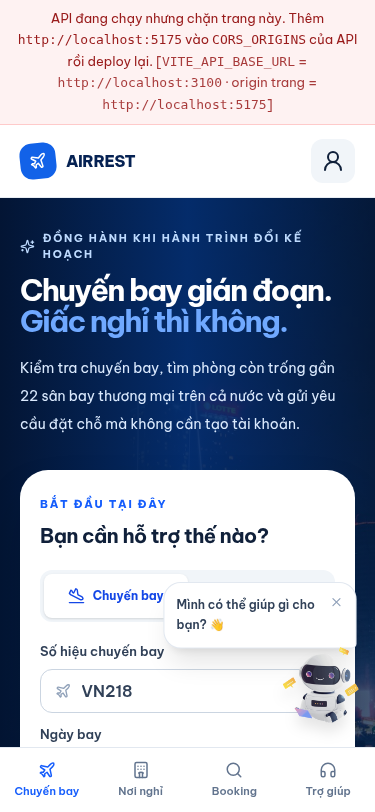 API đang chạy nhưng chặn trang này. Thêm
http://localhost:5175 vào CORS_ORIGINS của API
rồi deploy lại. [VITE_API_BASE_URL =
http://localhost:3100 · origin trang =
http://localhost:5175]
AIRREST
ĐỒNG HÀNH KHI HÀNH TRÌNH ĐỔI KẾ
HOẠCH
Chuyến bay gián đoạn.
Giấc nghỉ thì không.
Kiểm tra chuyến bay, tìm phòng còn trống gần
22 sân bay thương mại trên cả nước và gửi yêu
cầu đặt chỗ mà không cần tạo tài khoản.
BẮT ĐẦU TẠI ĐÂY
Bạn cần hỗ trợ thế nào?
Chuyến bay
Mình có thể giúp gì cho
bạn? 👋
Số hiệu chuyến bay
VN218
Ngày bay
Chuyến bay
Nơi nghỉ
Booking
Trợ giúp